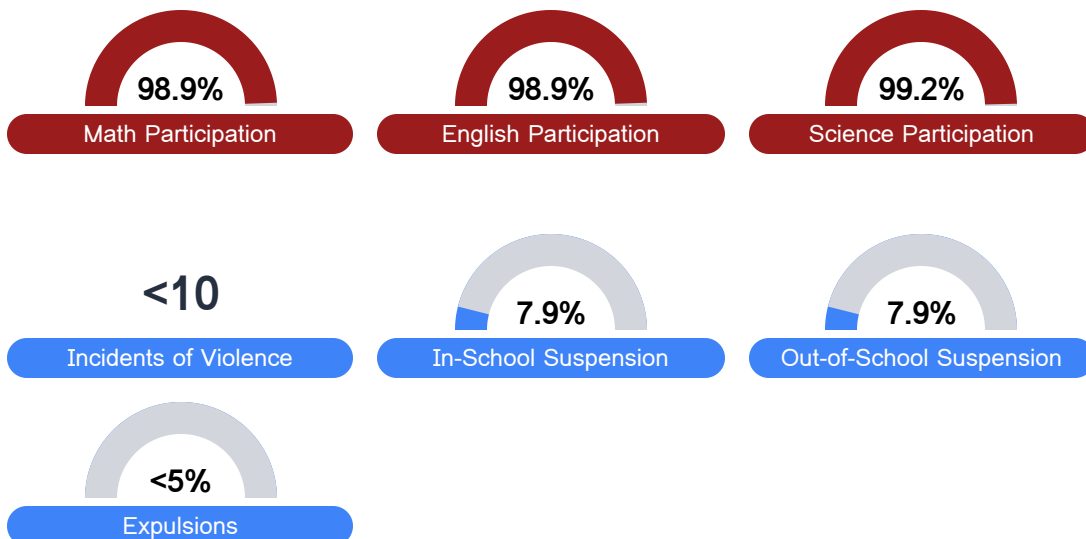 98.9%
Math Participation
98.9%
English Participation
99.2%
Science Participation
<10
Incidents of Violence
7.9%
In-School Suspension
7.9%
Out-of-School Suspension
<5%
Expulsions